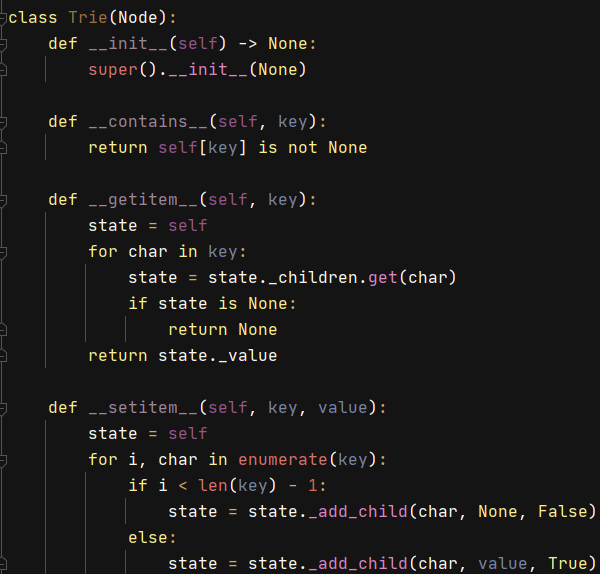 class Trie(Node):
    def __init__(self) -> None:
        super().__init__(None)

    def __contains__(self, key):
        return self[key] is not None

    def __getitem__(self, key):
        state = self
        for char in key:
            state = state._children.get(char)
            if state is None:
                return None
        return state._value

    def __setitem__(self, key, value):
        state = self
        for i, char in enumerate(key):
            if i < len(key) - 1:
                state = state._add_child(char, None, False)
            else:
                state = state._add_child(char, value, True)